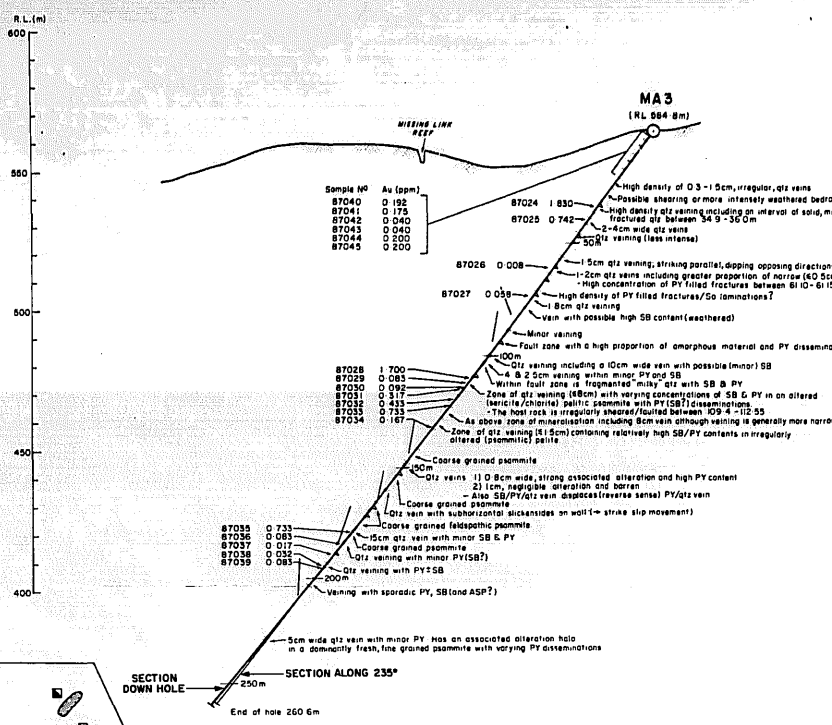 R.L.(m)
600
550
500
450
400
MA3
(RL 564·8m)
MISSING LINK
REEF
Sample Nº Au (ppm)
87040 0·192
87041 0·175
87042 0·040
87043 0·040
87044 0·200
87045 0·200
High density of 0·3 -1·5cm, irregular, qtz veins
Possible shearing or more intensely weathered bedro
87024 1·830
High density qtz veining including an interval of solid, m
fractured qtz between 34·9 - 36·0m
87025 0·742
2-4cm wide qtz veins
Qtz veining (less intense)
50m
1·5cm qtz veining, striking parallel, dipping opposing direction
87026 0·008
1-2cm qtz veins including greater proportion of narrow (≤0·5c
- High concentration of PY filled fractures between 61·10-61·15
87027 0·058
High density of PY filled fractures/So laminations?
1·8cm qtz veining
Vein with possible high SB content (weathered)
Minor veining
Fault zone with a high proportion of amorphous material and PY dissemina
100m
Qtz veining including a 10cm wide vein with possible (minor) SB
4 & 2·5cm veining within minor PY and SB
Within fault zone is fragmented "milky" qtz with SB & PY
87028 1·700
87029 0·083
87030 0·092
87031 0·317
87032 0·433
87033 0·733
87034 0·167
Zone of qtz veining (≤8cm) with varying concentrations of SB & PY in an altered
(sericite/chlorite) pelitic psammite with PY(SB?) disseminations.
- The host rock is irregularly sheared/faulted between 109·4 -112·55
As above zone of mineralisation including 8cm vein although veining is generally more narro
Zone of qtz veining (≤1·5cm) containing relatively high SB/PY contents in irregularly
altered (psammitic) pelite
Coarse grained psammite
150m
Qtz veins 1) 0·8cm wide, strong associated alteration and high PY content
2) 1cm, negligible alteration and barren
- Also SB/PY/qtz vein displaces (reverse sense) PY/qtz vein
Coarse grained psammite
Qtz vein with subhorizontal slickensides on wall (→ strike slip movement)
Coarse grained feldspathic psammite
87035 0·733
87036 0·083
87037 0·017
87038 0·032
87039 0·083
15cm qtz vein with minor SB & PY
Coarse grained psammite
Qtz veining with minor PY(SB?)
Qtz veining with PY±SB
200m
Veining with sporadic PY, SB (and ASP?)
5cm wide qtz vein with minor PY Has an associated alteration halo
in a dominantly fresh, fine grained psammite with varying PY disseminations
SECTION
DOWN HOLE
SECTION ALONG 235°
250m
End of hole 260·6m